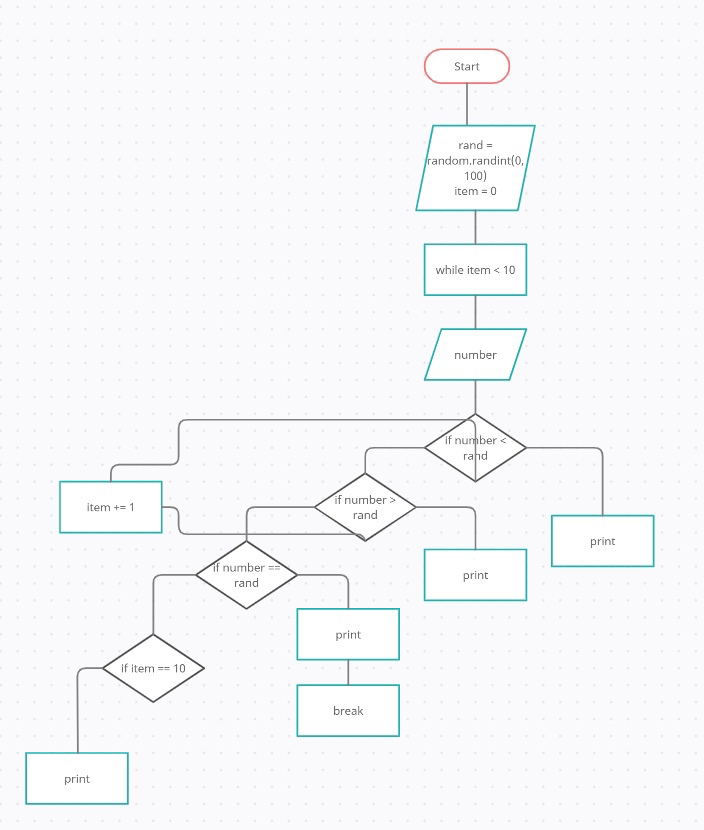 Start
rand =
random.randint(0,
100)
item = 0
while item < 10
number
if number <
rand
if number >
rand
item += 1
print
print
if number ==
rand
print
if item == 10
break
print